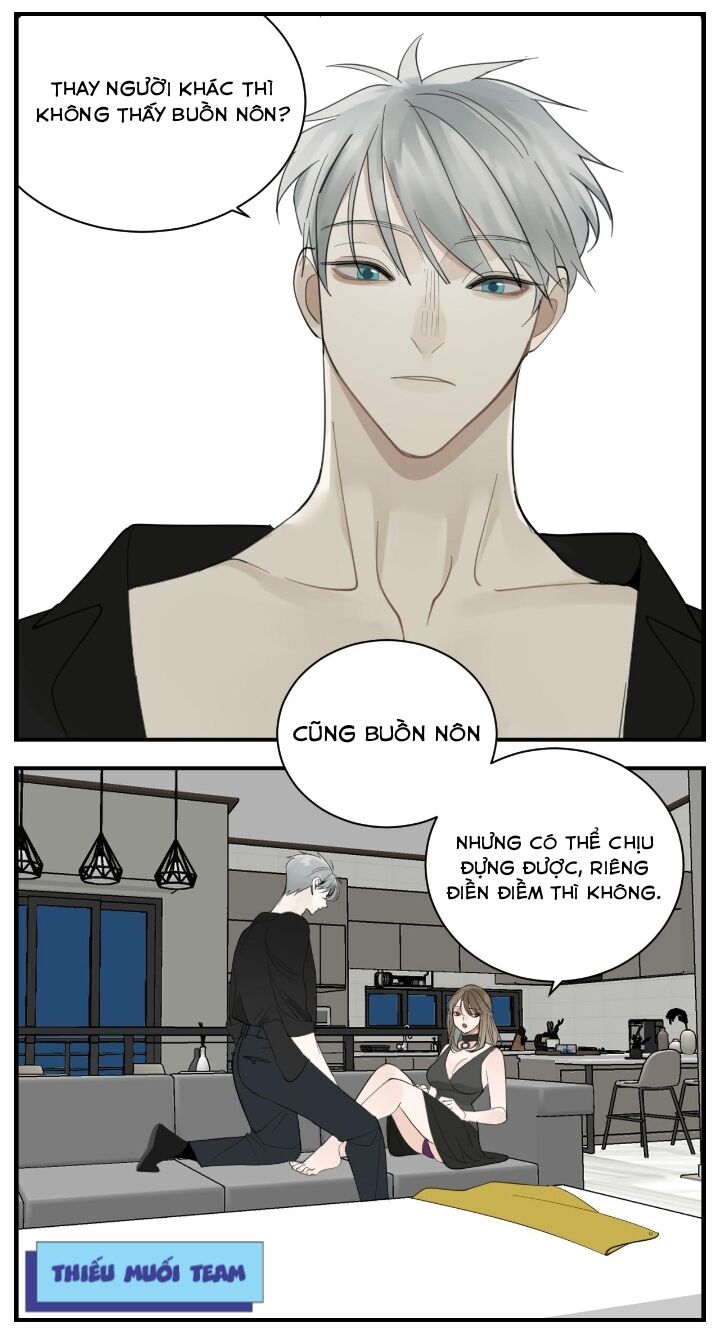 THAY NGƯỜI KHÁC THÌ
KHÔNG THẤY BUỒN NÔN?
CŨNG BUỒN NÔN
NHƯNG CÓ THỂ CHỊU
ĐỰNG ĐƯỢC, RIÊNG
ĐIỀN ĐIỀM THÌ KHÔNG.
THIẾU MUỐI TEAM